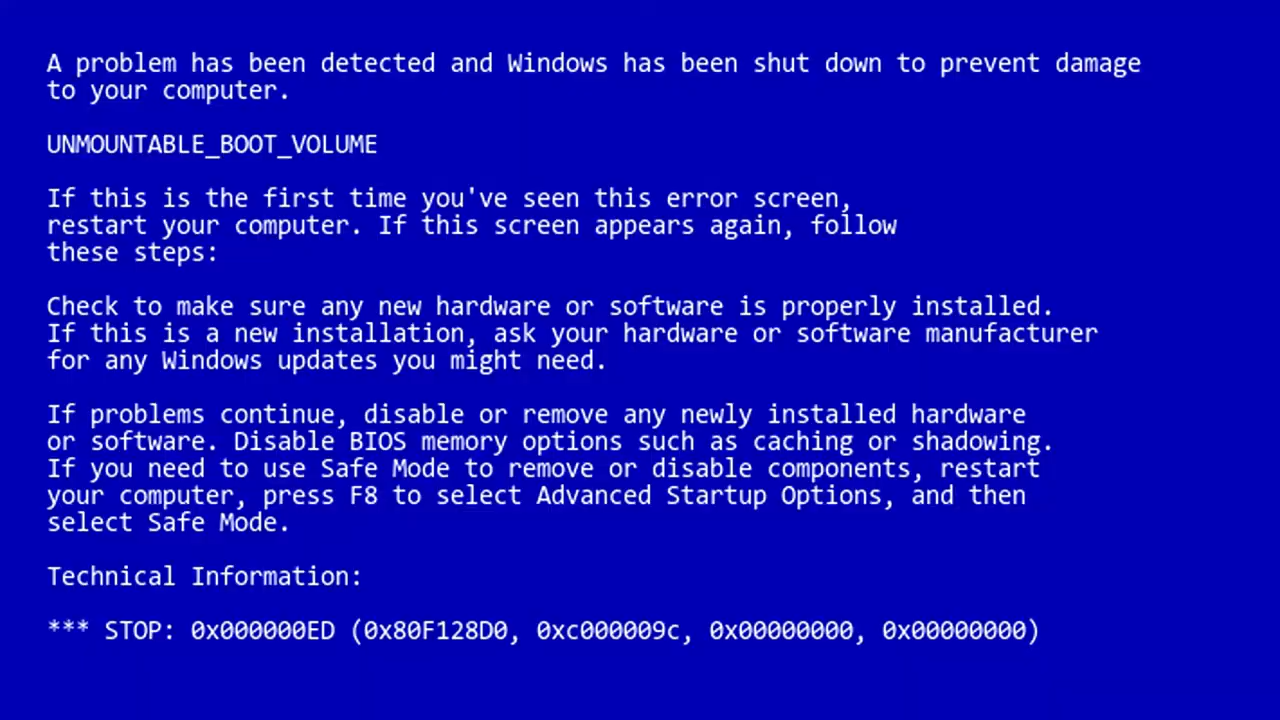 A problem has been detected and Windows has been shut down to prevent damage
to your computer.
UNMOUNTABLE_BOOT_VOLUME
If this is the first time you've seen this error screen,
restart your computer. If this screen appears again, follow
these steps:
Check to make sure any new hardware or software is properly installed.
If this is a new installation, ask your hardware or software manufacturer
for any Windows updates you might need.
If problems continue, disable or remove any newly installed hardware
or software. Disable BIOS memory options such as caching or shadowing.
If you need to use Safe Mode to remove or disable components, restart
your computer, press F8 to select Advanced Startup Options, and then
select Safe Mode.
Technical Information:
*** STOP: 0x000000ED (0x80F128D0, 0xc000009c, 0x00000000, 0x00000000)